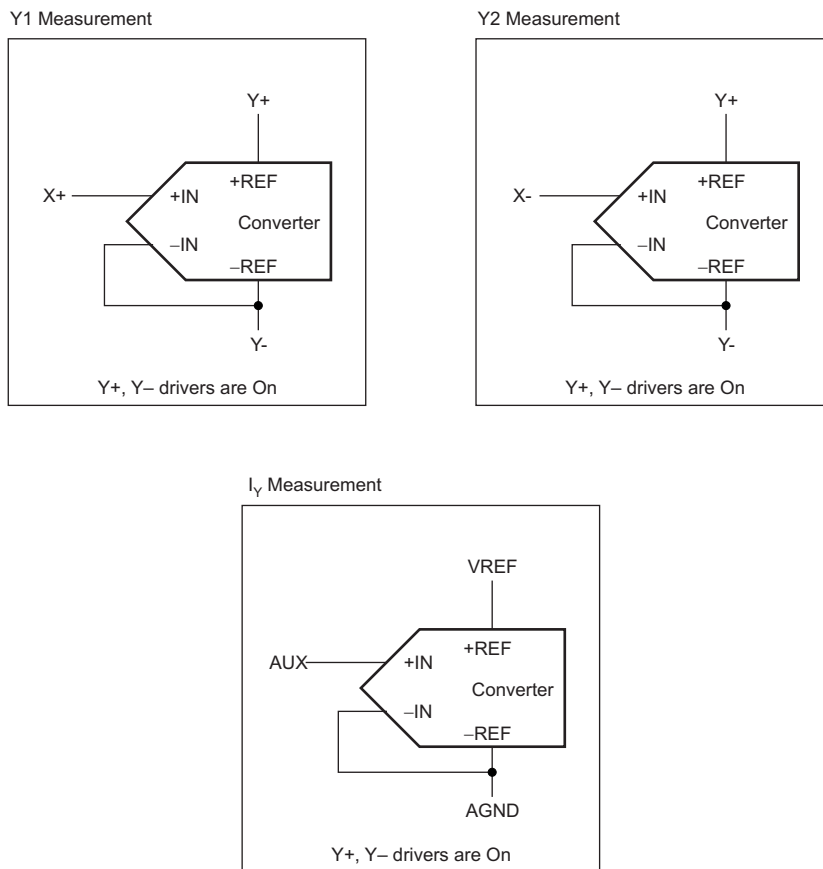 Y1 Measurement
Y+
X+
+IN
+REF
Converter
−IN
−REF
Y-
Y+, Y− drivers are On
Y2 Measurement
Y+
X-
+IN
+REF
Converter
−IN
−REF
Y-
Y+, Y− drivers are On
IY Measurement
VREF
AUX
+IN
+REF
Converter
−IN
−REF
AGND
Y+, Y− drivers are On